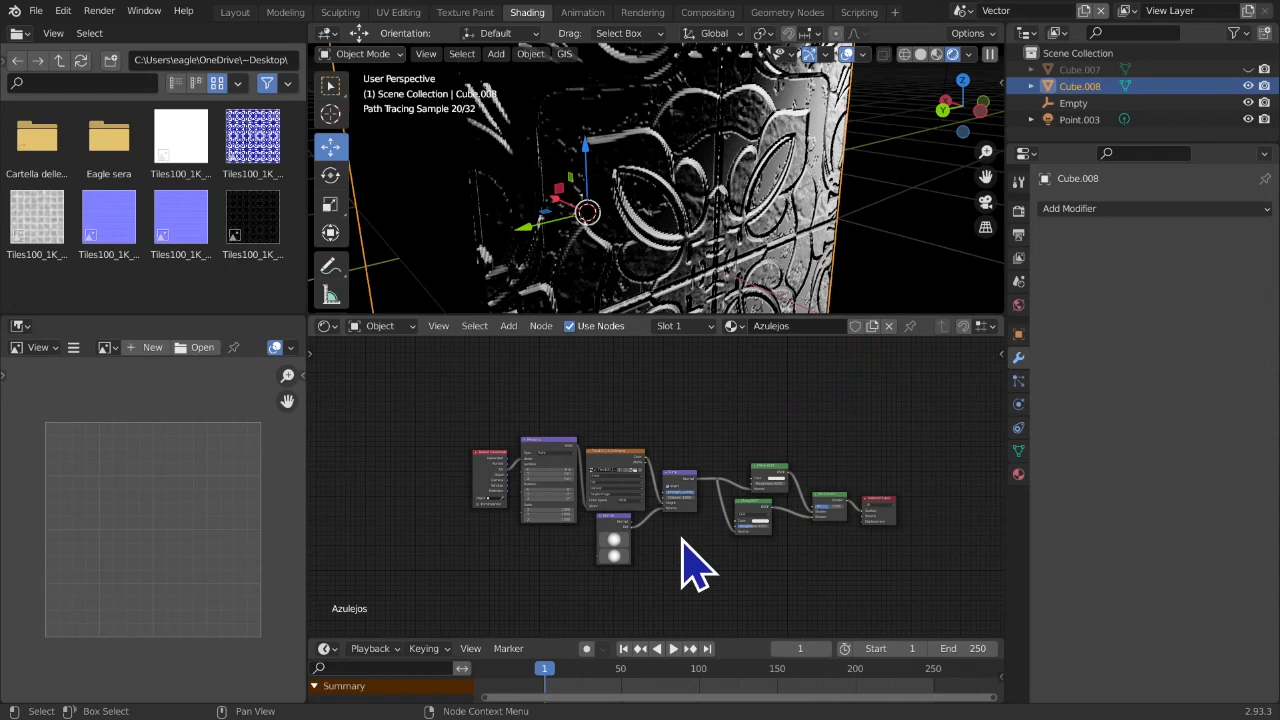 File Edit Render Window Help Layout Modeling Sculpting UV Editing Texture Paint Shading Animation Rendering Compositing Geometry Nodes Scripting + Vector View Layer
View Select
Orientation: Default Drag: Select Box Global Options
C:\Users\eagle\OneDrive\~Desktop\
Object Mode View Select Add Object GIS
User Perspective
(1) Scene Collection | Cube.008
Path Tracing Sample 20/32
Cartella delle...
Eagle sera
Tiles100_1K_...
Tiles100_1K_...
Tiles100_1K_...
Tiles100_1K_...
Tiles100_1K_...
Tiles100_1K_...
Z
Y
Scene Collection
Cube.007
Cube.008
Empty
Point.003
Cube.008
Add Modifier
Object View Select Add Node Use Nodes Slot 1 Azulejos
View New Open
Azulejos
Playback Keying View Marker 1 Start 1 End 250
1 50 100 150 200 250
Summary
Select Box Select Pan View Node Context Menu 2.93.3